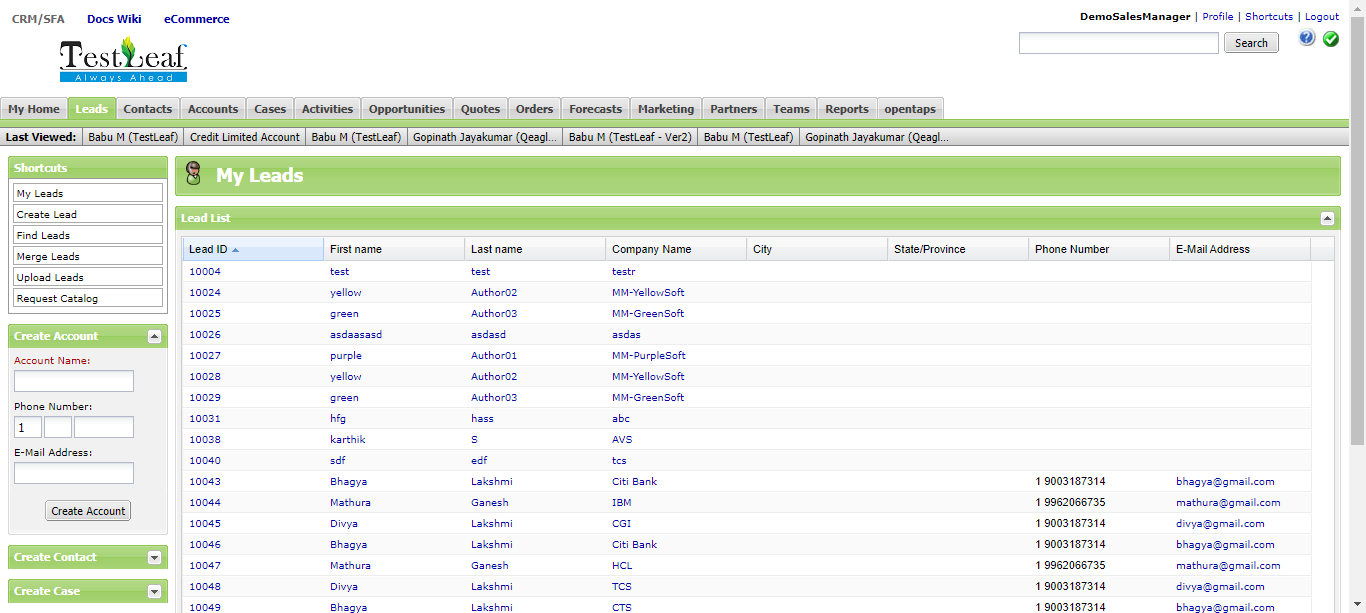 CRM/SFA Docs Wiki eCommerce
DemoSalesManager | Profile | Shortcuts | Logout
TestLeaf
Always Ahead
Search
My Home Leads Contacts Accounts Cases Activities Opportunities Quotes Orders Forecasts Marketing Partners Teams Reports opentaps
Last Viewed: Babu M (TestLeaf) Credit Limited Account Babu M (TestLeaf) Gopinath Jayakumar (Qeagl... Babu M (TestLeaf - Ver2) Babu M (TestLeaf) Gopinath Jayakumar (Qeagl...
Shortcuts
My Leads
Create Lead
Find Leads
Merge Leads
Upload Leads
Request Catalog
Create Account
Account Name:
Phone Number:
1
E-Mail Address:
Create Account
Create Contact
Create Case
My Leads
Lead List
Lead ID First name Last name Company Name City State/Province Phone Number E-Mail Address
10004 test test testr
10024 yellow Author02 MM-YellowSoft
10025 green Author03 MM-GreenSoft
10026 asdaasasd asdasd asdas
10027 purple Author01 MM-PurpleSoft
10028 yellow Author02 MM-YellowSoft
10029 green Author03 MM-GreenSoft
10031 hfg hass abc
10038 karthik S AVS
10040 sdf edf tcs
10043 Bhagya Lakshmi Citi Bank 1 9003187314 bhagya@gmail.com
10044 Mathura Ganesh IBM 1 9962066735 mathura@gmail.com
10045 Divya Lakshmi CGI 1 9003187314 divya@gmail.com
10046 Bhagya Lakshmi Citi Bank 1 9003187314 bhagya@gmail.com
10047 Mathura Ganesh HCL 1 9962066735 mathura@gmail.com
10048 Divya Lakshmi TCS 1 9003187314 divya@gmail.com
10049 Bhagya Lakshmi CTS 1 9003187314 bhagya@gmail.com